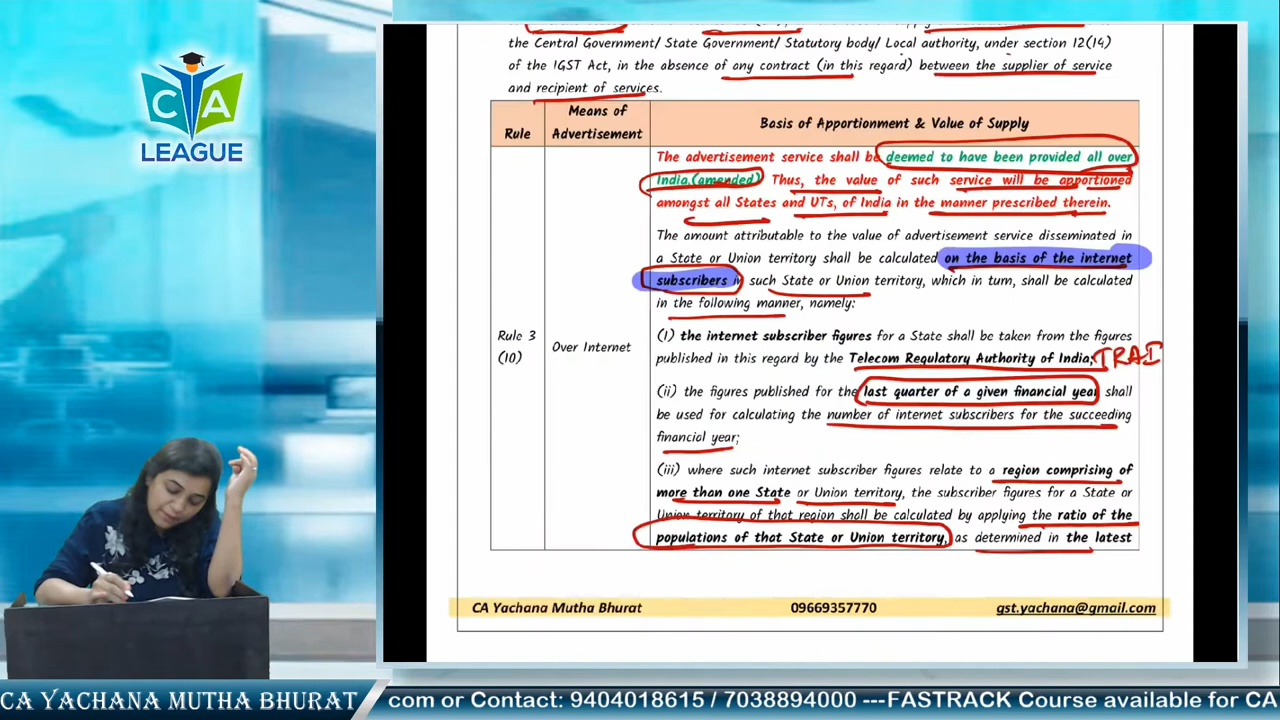 the Central Government/ State Government/ Statutory body/ Local authority, under section 12(14)
of the IGST Act, in the absence of any contract (in this regard) between the supplier of service
and recipient of services.
Rule
Means of
Advertisement
Basis of Apportionment & Value of Supply
Rule 3
(10)
Over Internet
The advertisement service shall be deemed to have been provided all over
India.(amended) Thus, the value of such service will be apportioned
amongst all States and UTs, of India in the manner prescribed therein.
The amount attributable to the value of advertisement service disseminated in
a State or Union territory shall be calculated on the basis of the internet
subscribers in such State or Union territory, which in turn, shall be calculated
in the following manner, namely:
(i) the internet subscriber figures for a State shall be taken from the figures
published in this regard by the Telecom Regulatory Authority of India; TRAI
(ii) the figures published for the last quarter of a given financial year shall
be used for calculating the number of internet subscribers for the succeeding
financial year;
(iii) where such internet subscriber figures relate to a region comprising of
more than one State or Union territory, the subscriber figures for a State or
Union territory of that region shall be calculated by applying the ratio of the
populations of that State or Union territory, as determined in the latest
CA Yachana Mutha Bhurat
09669357770
gst.yachana@gmail.com
CA
LEAGUE
CA YACHANA MUTHA BHURAT
com or Contact: 9404018615 / 7038894000 ---FASTRACK Course available for CA